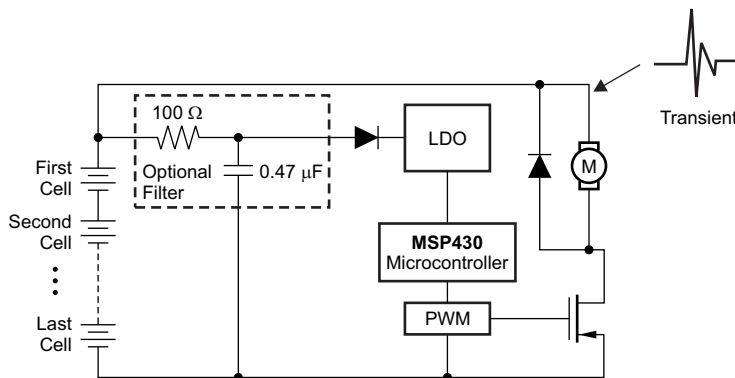 Transient
100 Ω
Optional
Filter
0.47 μF
LDO
M
First
Cell
Second
Cell
MSP430
Microcontroller
PWM
Last
Cell